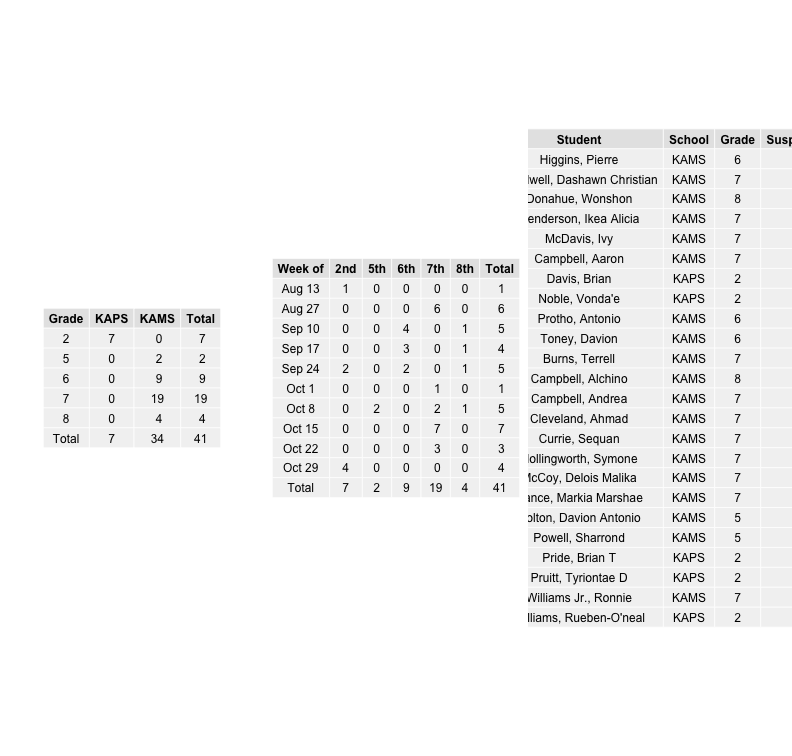 Grade KAPS KAMS Total
2 7 0 7
5 0 2 2
6 0 9 9
7 0 19 19
8 0 4 4
Total 7 34 41
Week of 2nd 5th 6th 7th 8th Total
Aug 13 1 0 0 0 0 1
Aug 27 0 0 0 6 0 6
Sep 10 0 0 4 0 1 5
Sep 17 0 0 3 0 1 4
Sep 24 2 0 2 0 1 5
Oct 1 0 0 0 1 0 1
Oct 8 0 2 0 2 1 5
Oct 15 0 0 0 7 0 7
Oct 22 0 0 0 3 0 3
Oct 29 4 0 0 0 0 4
Total 7 2 9 19 4 41
Student School Grade
Higgins, Pierre KAMS 6
Dashawn Christian KAMS 7
Donahue, Wonshon KAMS 8
Ikea Alicia KAMS 7
McDavis, Ivy KAMS 7
Campbell, Aaron KAMS 7
Davis, Brian KAPS 2
Noble, Vonda'e KAPS 2
Protho, Antonio KAMS 6
Toney, Davion KAMS 6
Burns, Terrell KAMS 7
Campbell, Alchino KAMS 8
Campbell, Andrea KAMS 7
Cleveland, Ahmad KAMS 7
Currie, Sequan KAMS 7
Symone KAMS 7
McCoy, Delois Malika KAMS 7
Markia Marshae KAMS 7
Davion Antonio KAMS 5
Powell, Sharrond KAMS 5
Pride, Brian T KAPS 2
Pruitt, Tyriontae D KAPS 2
Williams Jr., Ronnie KAMS 7
Rueben-O'neal KAPS 2